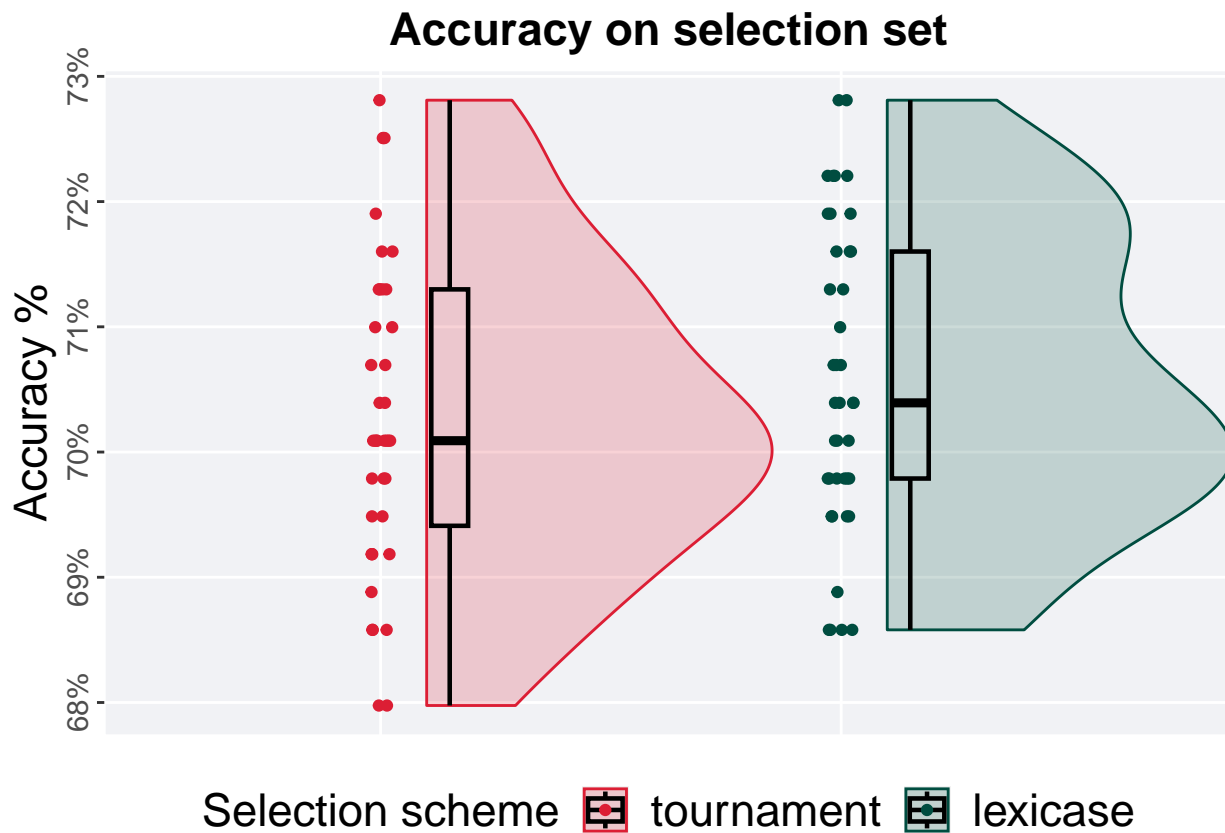 Accuracy on selection set
Accuracy %
73%
72%
71%
70%
69%
68%
Selection scheme tournament lexicase